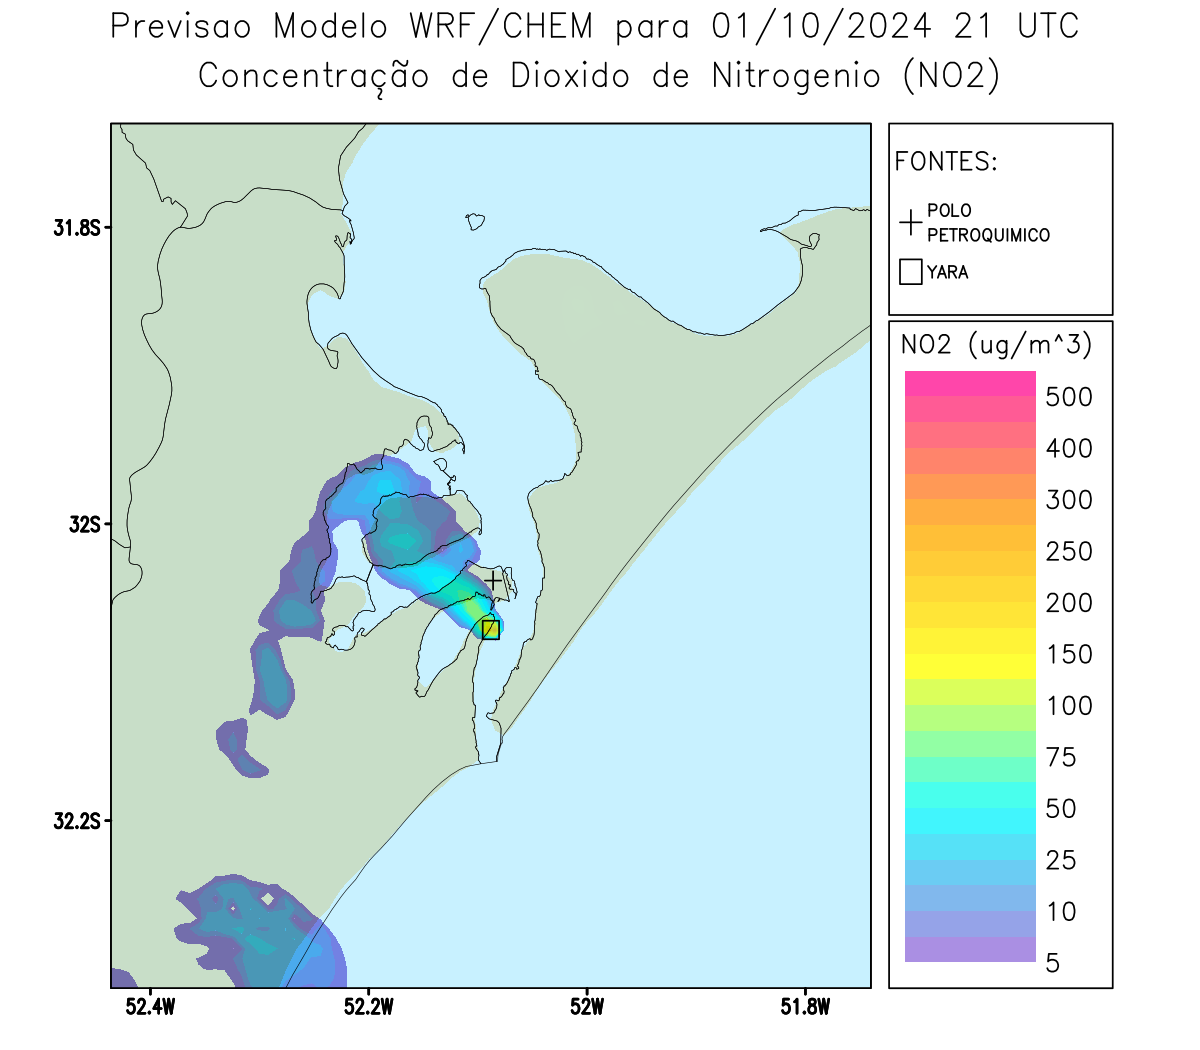 Previsao Modelo WRF/CHEM para 01/10/2024 21 UTC
Concentração de Dioxido de Nitrogenio (NO2)
FONTES:
POLO
PETROQUIMICO
YARA
NO2 (ug/m^3)
500
400
300
250
200
150
100
75
50
25
10
5
31.8S
32S
32.2S
52.4W
52.2W
52W
51.8W